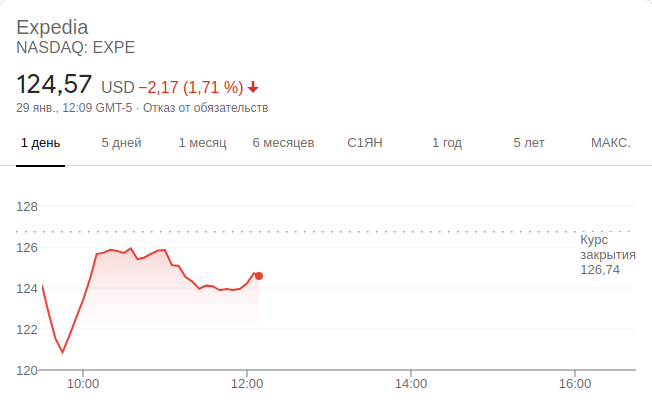 Expedia
NASDAQ: EXPE
124,57 USD −2,17 (1,71 %)
29 янв., 12:09 GMT-5 · Отказ от обязательств
1 день 5 дней 1 месяц 6 месяцев С1ЯН 1 год 5 лет МАКС.
128
126
124
122
120
Курс
закрытия
126,74
10:00 12:00 14:00 16:00